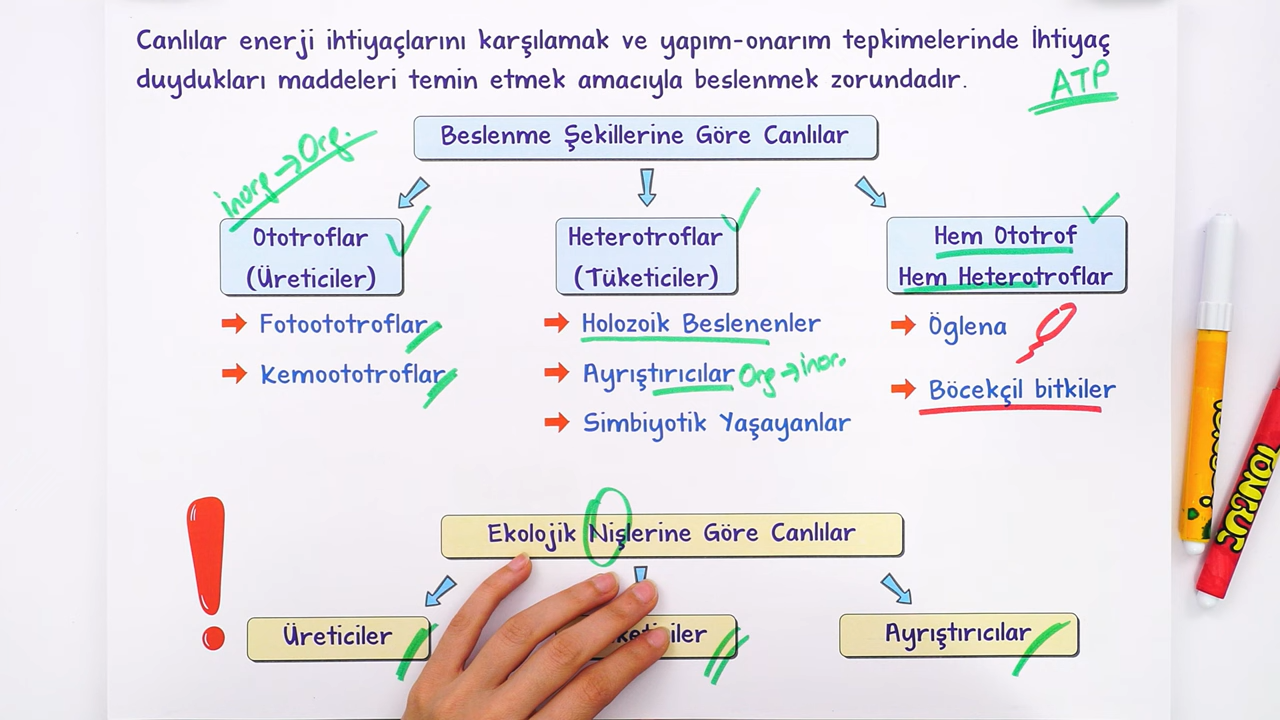 Canlılar enerji ihtiyaçlarını karşılamak ve yapım-onarım tepkimelerinde İhtiyaç
duydukları maddeleri temin etmek amacıyla beslenmek zorundadır.
ATP
Beslenme Şekillerine Göre Canlılar
İnorg → Org.
Ototroflar
(Üreticiler)
Fotoototroflar
Kemoototroflar
Heterotroflar
(Tüketiciler)
Holozoik Beslenenler
Ayrıştırıcılar Org → inor.
Simbiyotik Yaşayanlar
Hem Ototrof
Hem Heterotroflar
Öglena
Böcekçil bitkiler
Ekolojik Nişlerine Göre Canlılar
Üreticiler
Ayrıştırıcılar
TONGUÇ